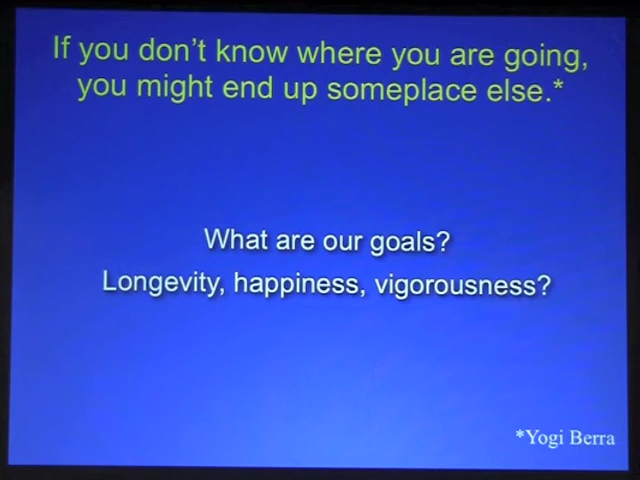 If you don’t know where you are going,
you might end up someplace else.*
What are our goals?
Longevity, happiness, vigorousness?
*Yogi Berra